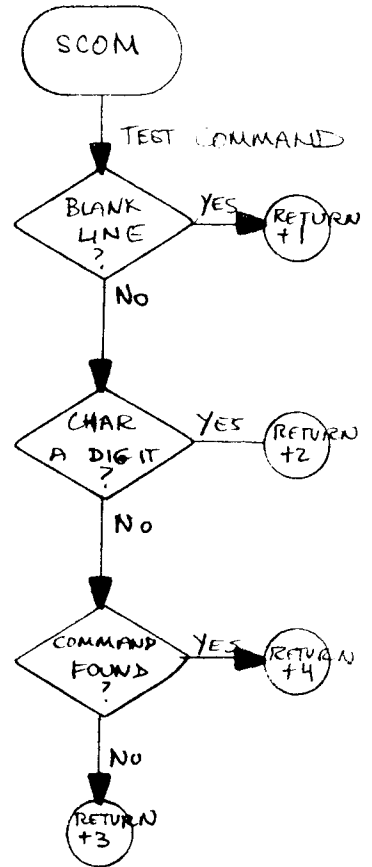 SCOM
TEST COMMAND
BLANK
LINE
?
YES
RETURN
+1
NO
CHAR
A DIGIT
?
YES
RETURN
+2
NO
COMMAND
FOUND
?
YES
RETURN
+4
NO
RETURN
+3